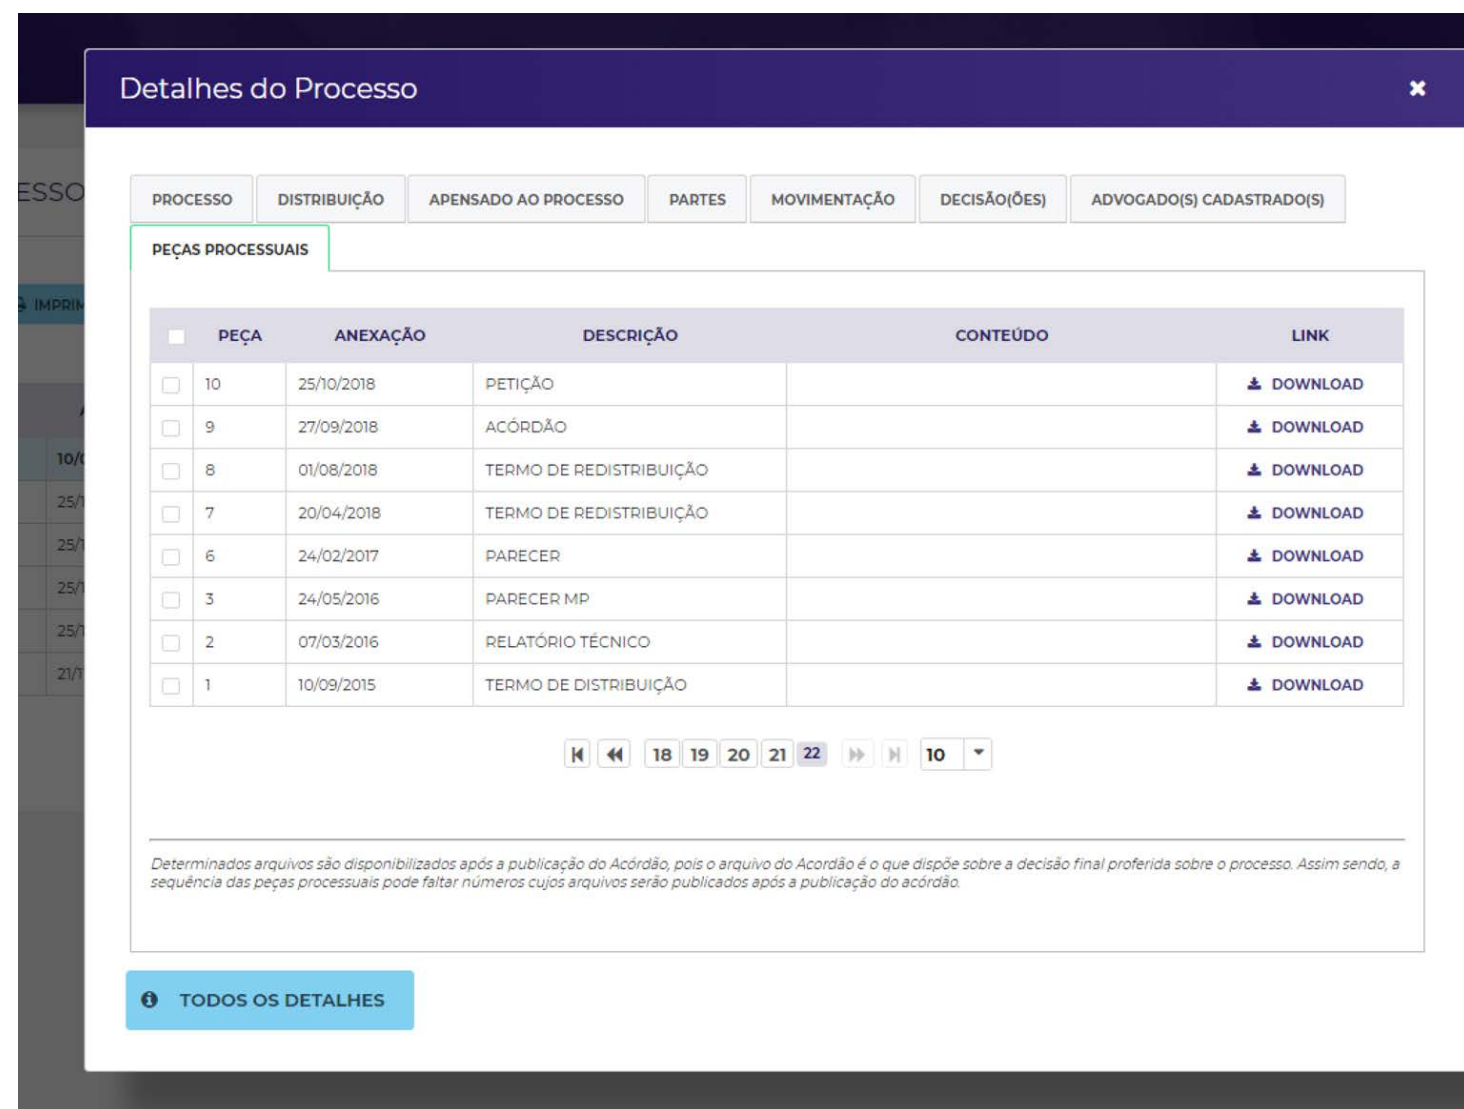 Detalhes do Processo
PROCESSO DISTRIBUIÇÃO APENSADO AO PROCESSO PARTES MOVIMENTAÇÃO DECISÃO(ÕES) ADVOGADO(S) CADASTRADO(S)
PEÇAS PROCESSUAIS
PEÇA ANEXAÇÃO DESCRIÇÃO CONTEÚDO LINK
10 25/10/2018 PETIÇÃO DOWNLOAD
9 27/09/2018 ACÓRDÃO DOWNLOAD
8 01/08/2018 TERMO DE REDISTRIBUIÇÃO DOWNLOAD
7 20/04/2018 TERMO DE REDISTRIBUIÇÃO DOWNLOAD
6 24/02/2017 PARECER DOWNLOAD
3 24/05/2016 PARECER MP DOWNLOAD
2 07/03/2016 RELATÓRIO TÉCNICO DOWNLOAD
1 10/09/2015 TERMO DE DISTRIBUIÇÃO DOWNLOAD
18 19 20 21 22 10
Determinados arquivos são disponibilizados após a publicação do Acórdão, pois o arquivo do Acordão é o que dispõe sobre a decisão final proferida sobre o processo. Assim sendo, a
sequência das peças processuais pode faltar números cujos arquivos serão publicados após a publicação do acórdão.
TODOS OS DETALHES